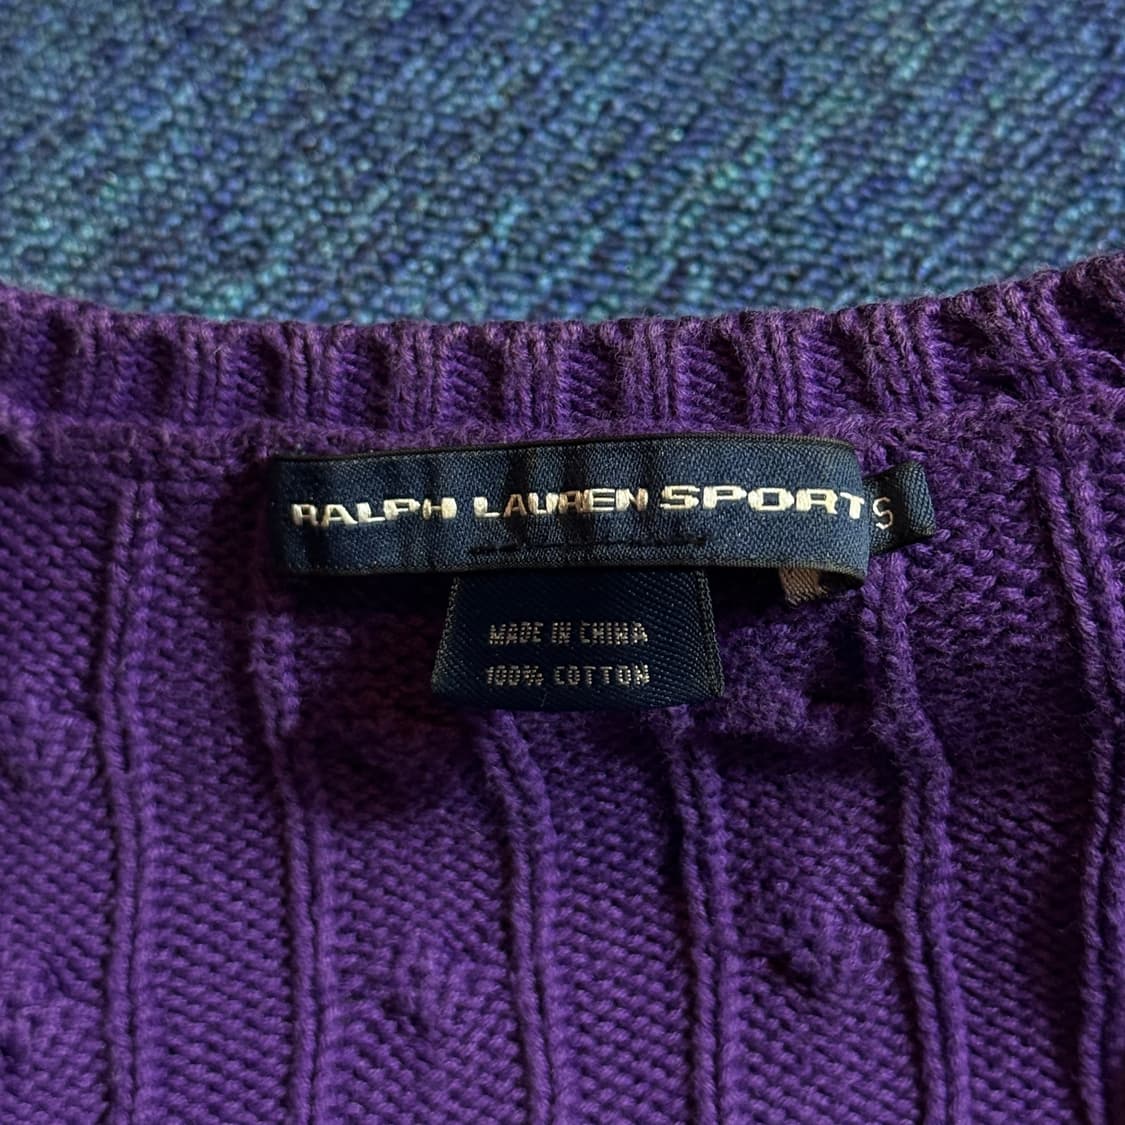 RALPH LAUREN SPORT
S
MADE IN CHINA
100% COTTON